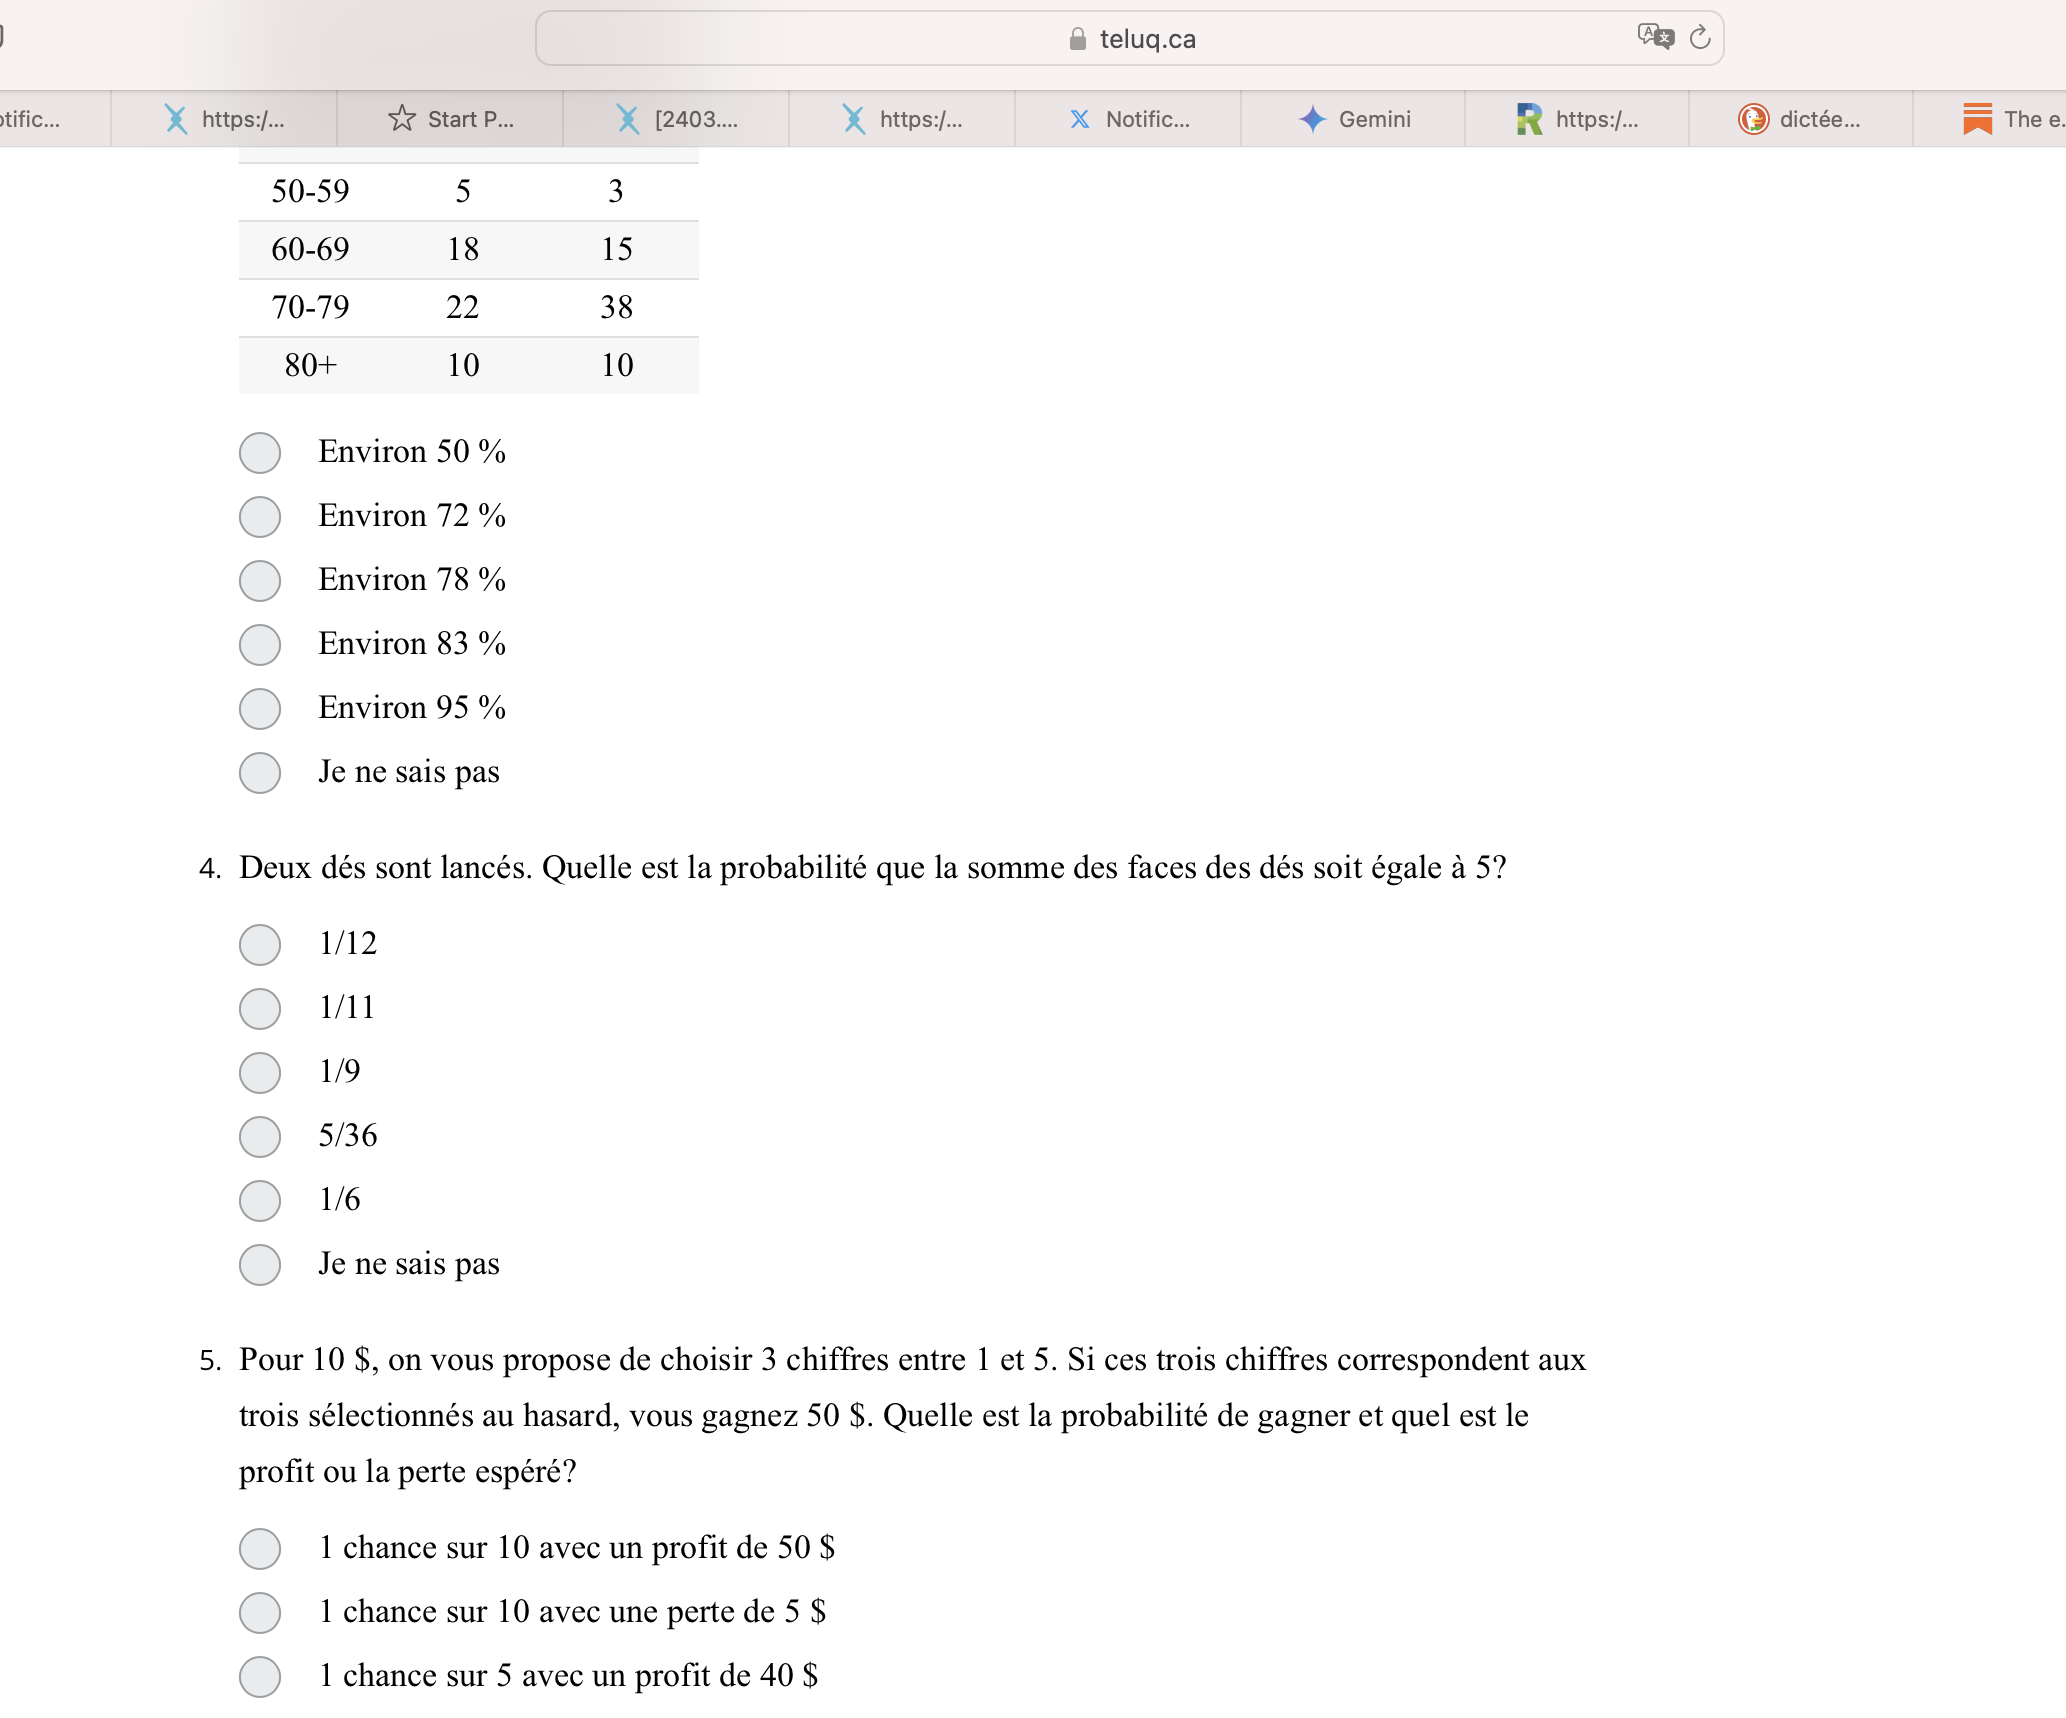 teluq.ca
otific... https:/... Start P... [2403.... https:/... Notific... Gemini https:/... dictée... The e.
50-59 5 3
60-69 18 15
70-79 22 38
80+ 10 10
Environ 50 %
Environ 72 %
Environ 78 %
Environ 83 %
Environ 95 %
Je ne sais pas
4. Deux dés sont lancés. Quelle est la probabilité que la somme des faces des dés soit égale à 5?
1/12
1/11
1/9
5/36
1/6
Je ne sais pas
5. Pour 10 $, on vous propose de choisir 3 chiffres entre 1 et 5. Si ces trois chiffres correspondent aux
trois sélectionnés au hasard, vous gagnez 50 $. Quelle est la probabilité de gagner et quel est le
profit ou la perte espéré?
1 chance sur 10 avec un profit de 50 $
1 chance sur 10 avec une perte de 5 $
1 chance sur 5 avec un profit de 40 $